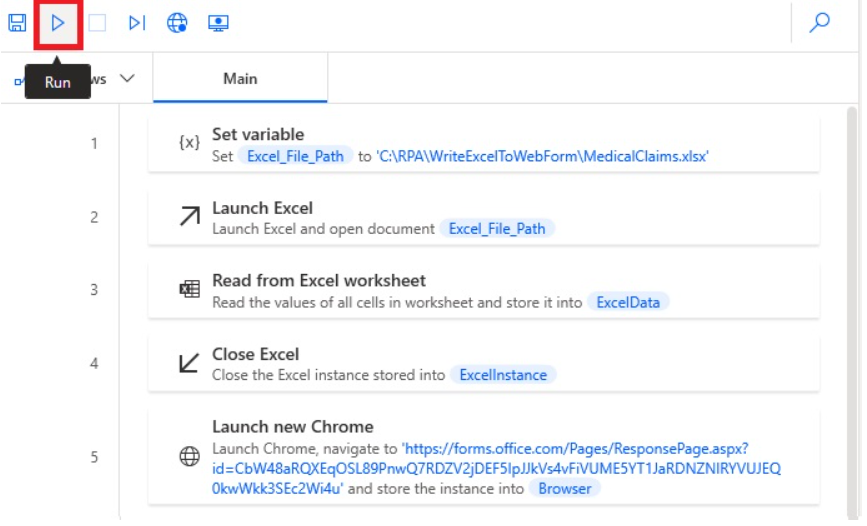 Run
ws
Main
1
{x}
Set variable
Set Excel_File_Path to 'C:\RPA\WriteExcelToWebForm\MedicalClaims.xlsx'
2
Launch Excel
Launch Excel and open document Excel_File_Path
3
Read from Excel worksheet
Read the values of all cells in worksheet and store it into ExcelData
4
Close Excel
Close the Excel instance stored into ExcelInstance
5
Launch new Chrome
Launch Chrome, navigate to 'https://forms.office.com/Pages/ResponsePage.aspx?
id=CbW48aRQXEqOSL89PnwQ7RDZV2jDEF5IpJJkVs4vFiVUME5YT1JaRDNZNlRYVUJEQ
0kwWkk3SEc2Wi4u' and store the instance into Browser